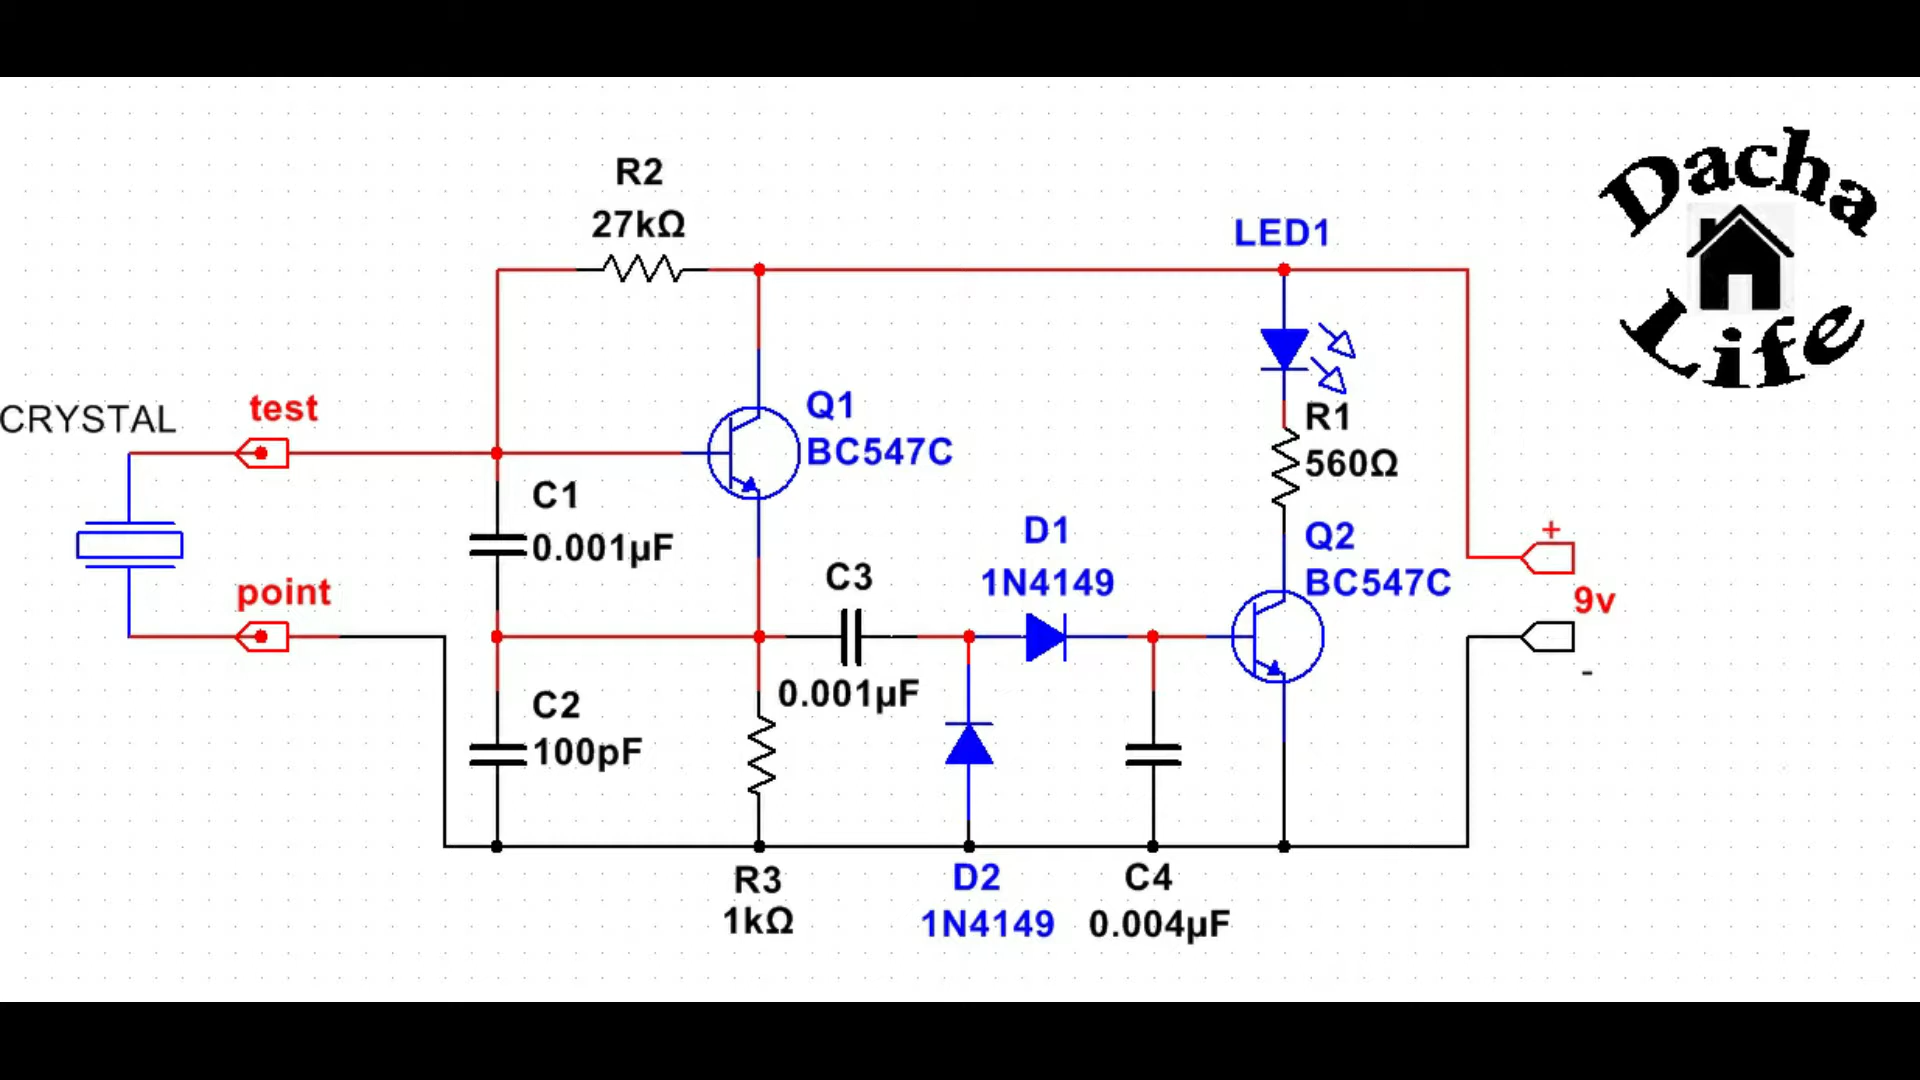 Dacha
Life
R2
27kΩ
LED1
CRYSTAL
test
Q1
BC547C
R1
560Ω
C1
0.001µF
D1
1N4149
Q2
BC547C
+
9v
-
point
C3
0.001µF
C2
100pF
R3
1kΩ
D2
1N4149
C4
0.004µF